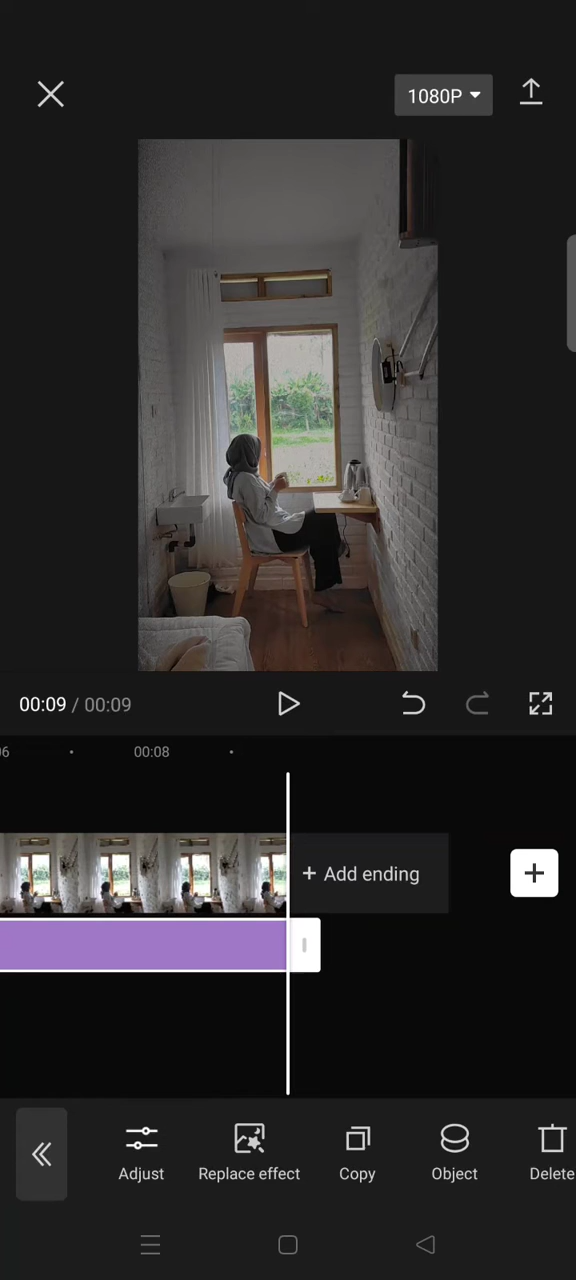 1080P
00:09 / 00:09
06
00:08
+ Add ending
Adjust
Replace effect
Copy
Object
Delete